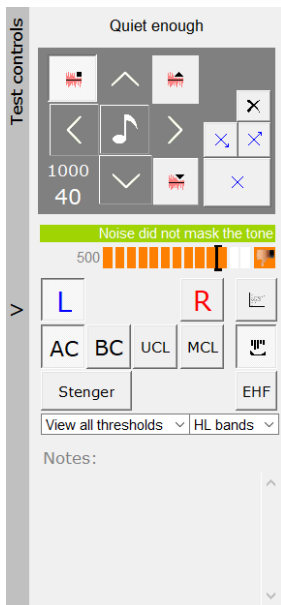 Test controls
Quiet enough
1000
40
Noise did not mask the tone
500
>
L R
AC BC UCL MCL
Stenger EHF
View all thresholds HL bands
Notes: